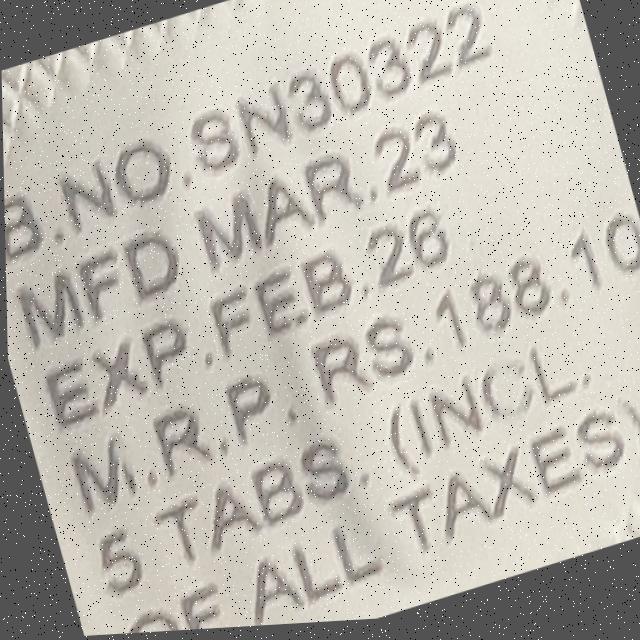 B.NO.SN30322
MFD MAR.23
EXP.FEB.26
M.R.P. RS.188.10
5 TABS. (INCL.
OF ALL TAXES)